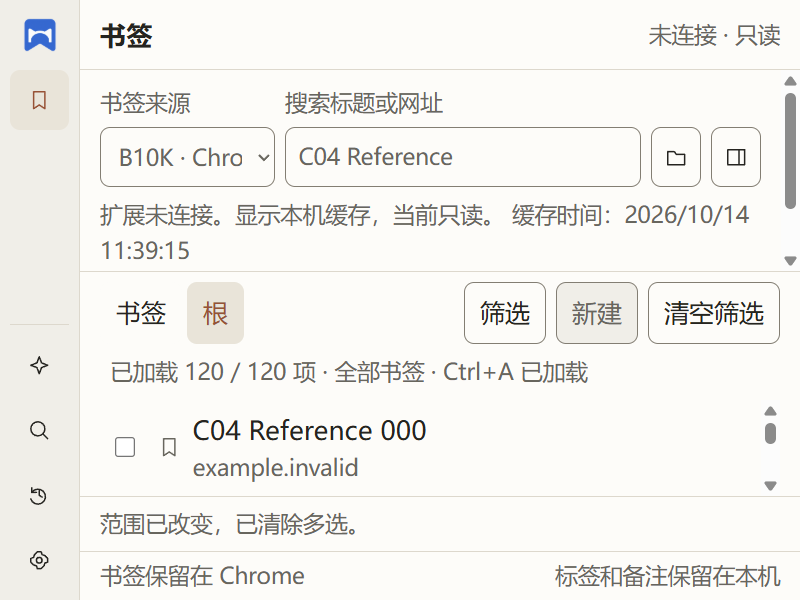 书签
未连接 · 只读
书签来源
搜索标题或网址
B10K · Chro
C04 Reference
扩展未连接。显示本机缓存，当前只读。 缓存时间：2026/10/14
11:39:15
书签
根
筛选
新建
清空筛选
已加载 120 / 120 项 · 全部书签 · Ctrl+A 已加载
C04 Reference 000
example.invalid
范围已改变，已清除多选。
书签保留在 Chrome
标签和备注保留在本机